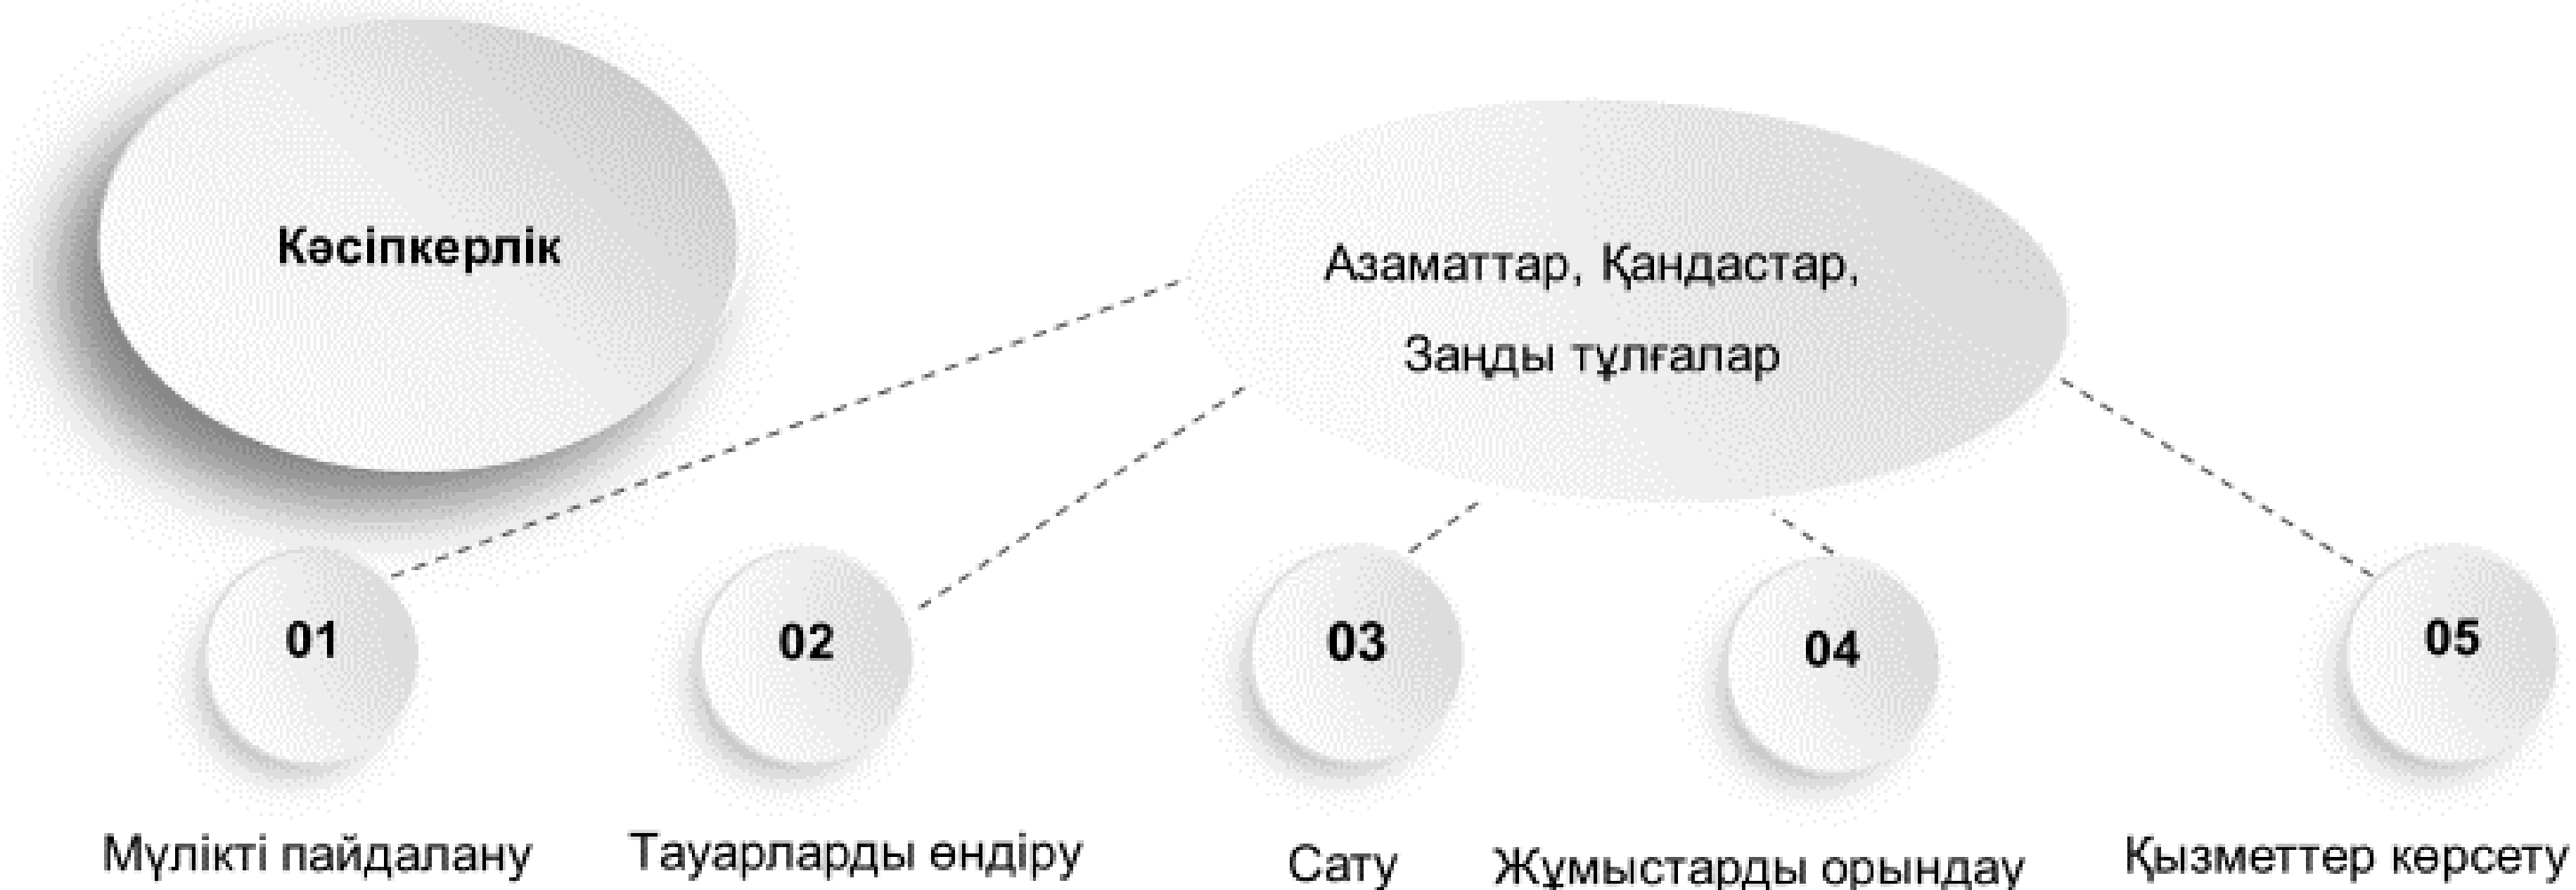 Кәсіпкерлік
Азаматтар, Қандастар,
Заңды тұлғалар
01
02
03
04
05
Мүлікті пайдалану
Тауарларды өндіру
Сату
Жұмыстарды орындау
Қызметтер көрсету